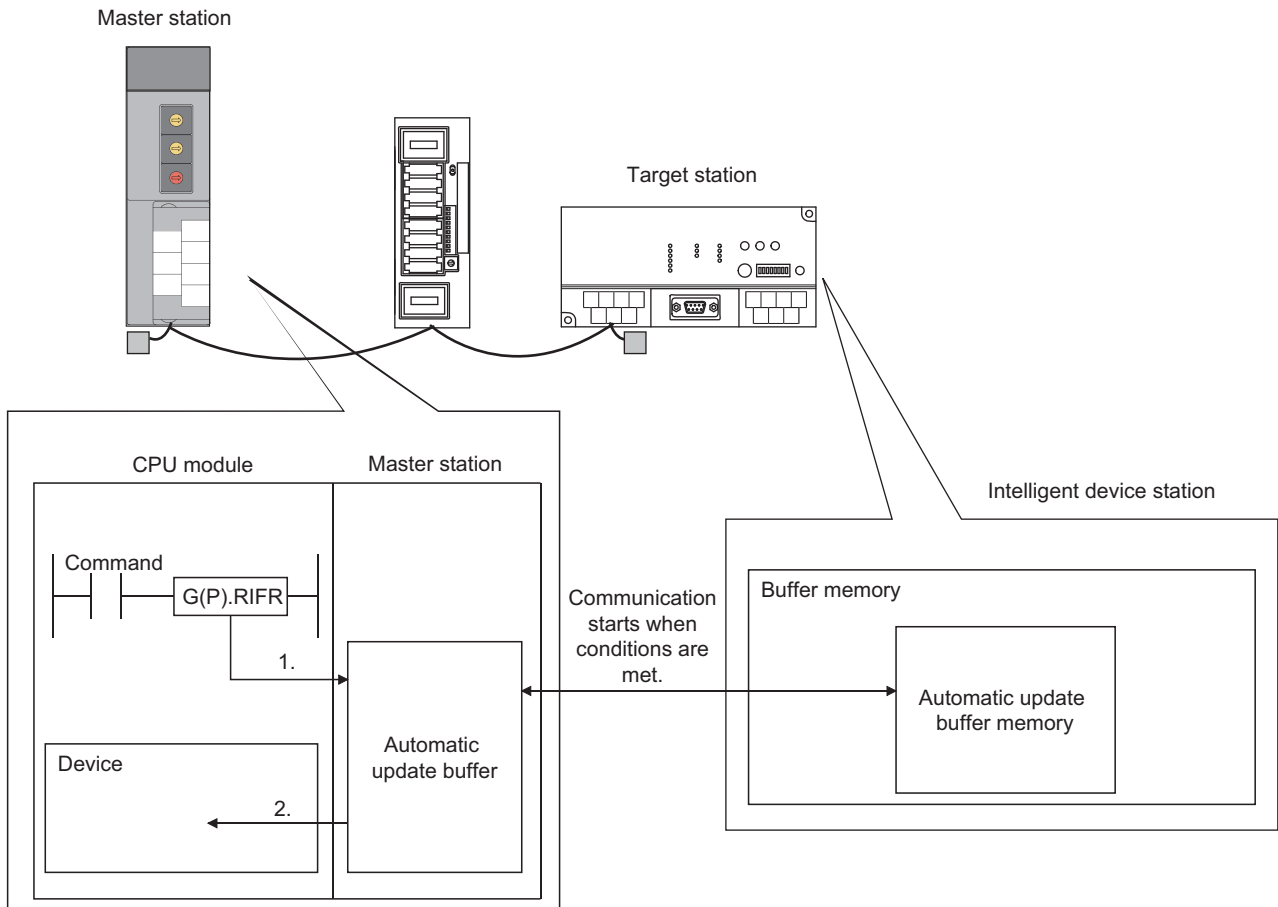 Master station
Target station
CPU module
Master station
Intelligent device station
Command
G(P).RIFR
1.
Device
2.
Automatic
update buffer
Communication
starts when
conditions are
met.
Buffer memory
Automatic update
buffer memory